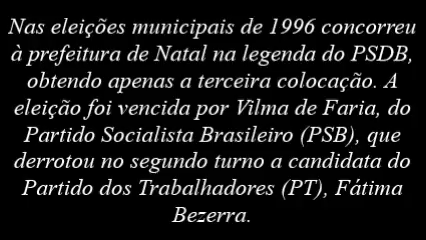 Nas eleições municipais de 1996 concorreu
à prefeitura de Natal na legenda do PSDB,
obtendo apenas a terceira colocação. A
eleição foi vencida por Vilma de Faria, do
Partido Socialista Brasileiro (PSB), que
derrotou no segundo turno a candidata do
Partido dos Trabalhadores (PT), Fátima
Bezerra.